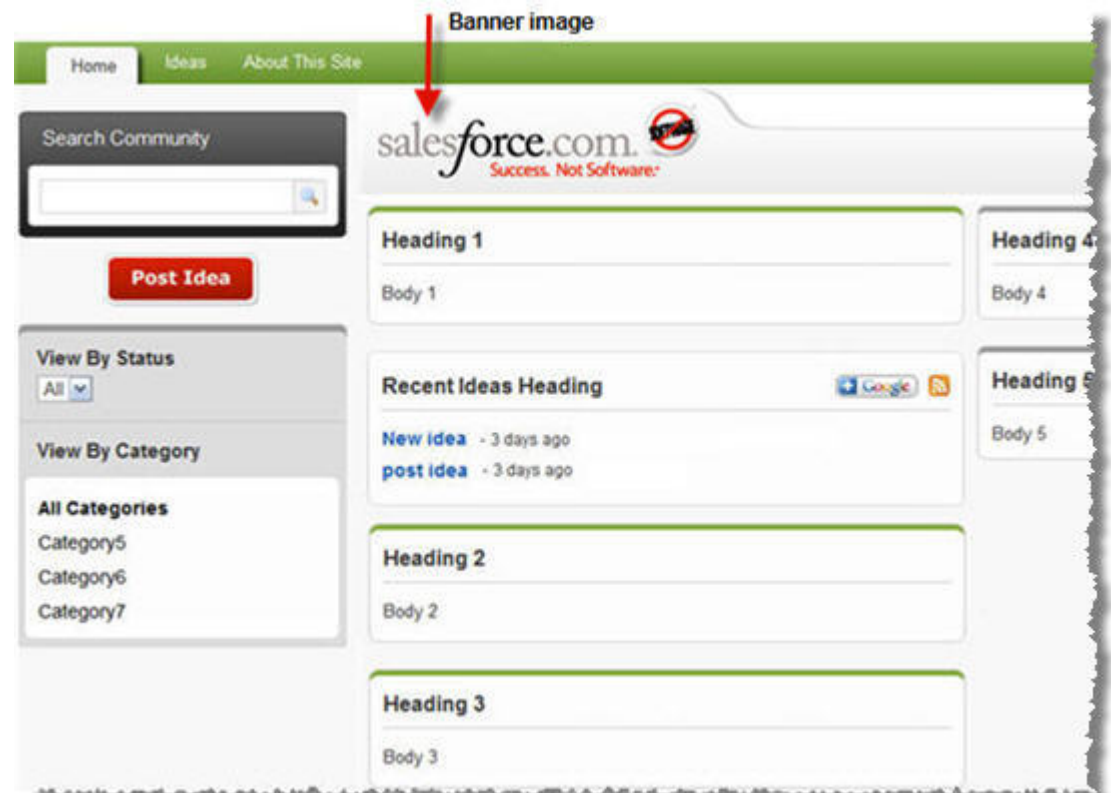 Banner image
Home Ideas About This Site
Search Community
salesforce.com.
SOFTWARE
Success. Not Software.
Post Idea
View By Status
All
View By Category
All Categories
Category5
Category6
Category7
Heading 1
Body 1
Recent Ideas Heading
Google
New idea - 3 days ago
post idea - 3 days ago
Heading 2
Body 2
Heading 3
Body 3
Heading 4
Body 4
Heading 5
Body 5